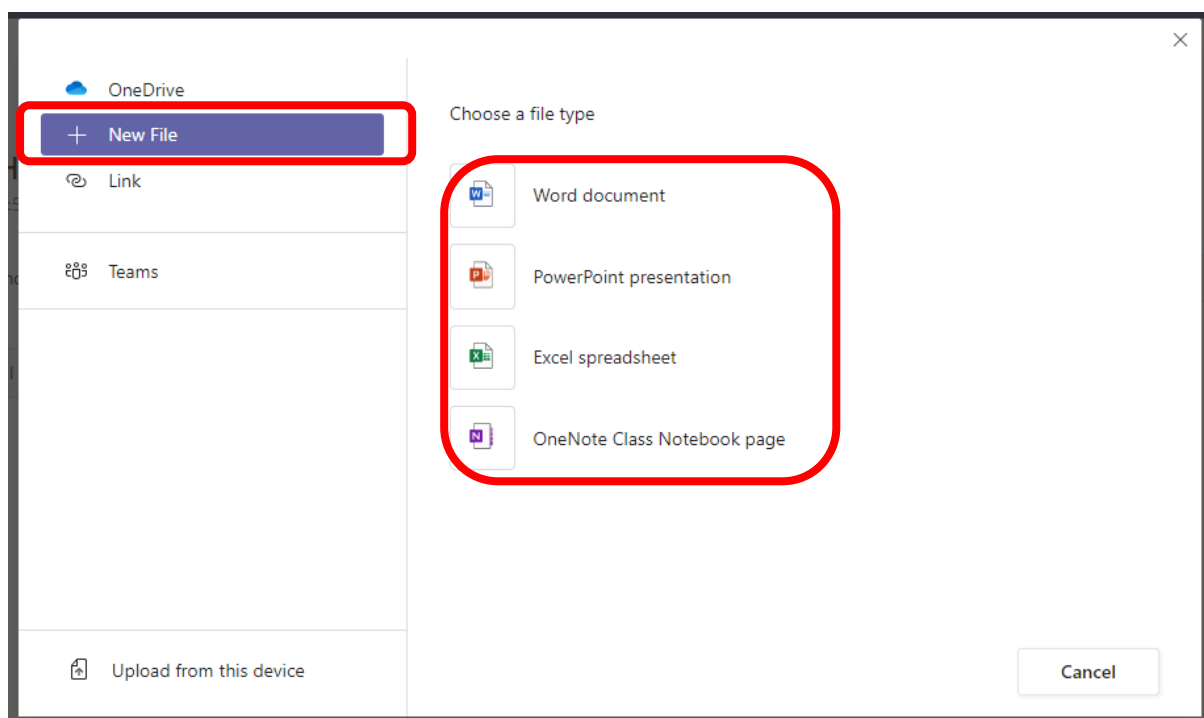 OneDrive
New File
Link
Teams
Upload from this device
Choose a file type
Word document
PowerPoint presentation
Excel spreadsheet
OneNote Class Notebook page
Cancel